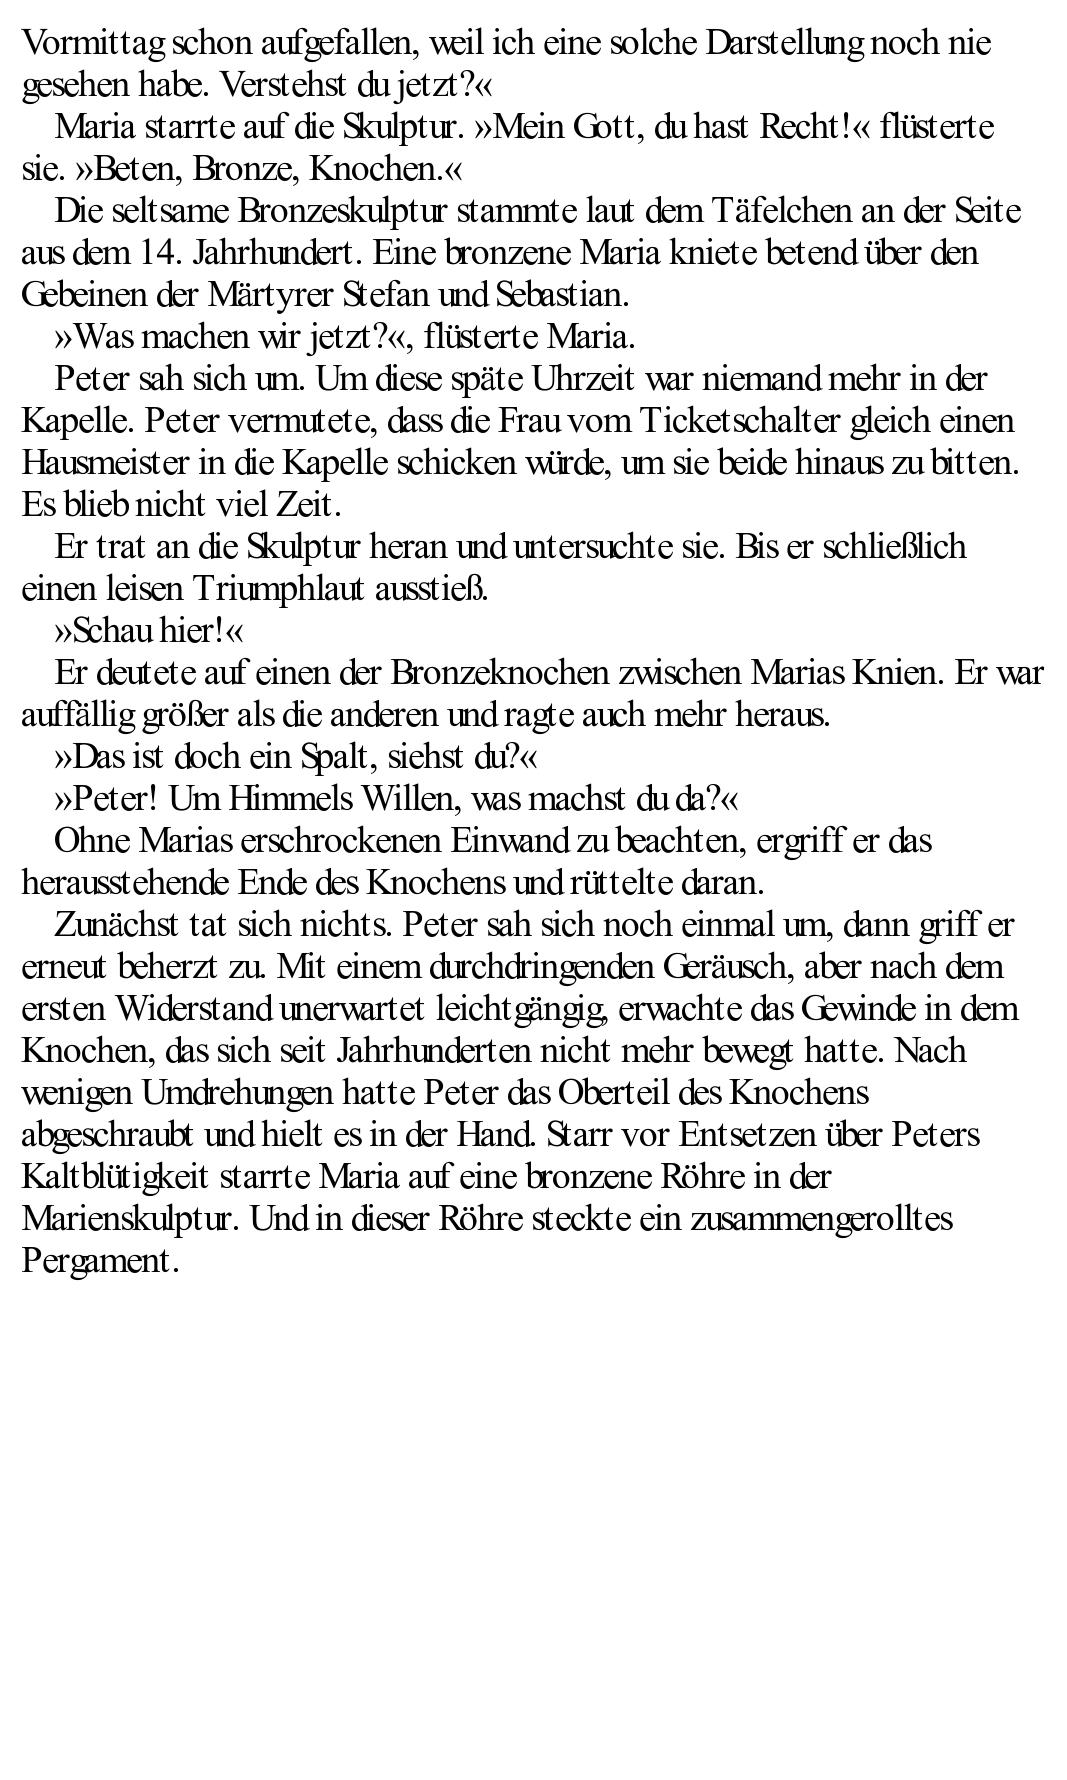 Vormittag schon aufgefallen, weil ich eine solche Darstellung noch nie
gesehen habe. Verstehst du jetzt?«
Maria starrte auf die Skulptur. »Mein Gott, du hast Recht!« flüsterte
sie. »Beten, Bronze, Knochen.«
Die seltsame Bronzeskulptur stammte laut dem Täfelchen an der Seite
aus dem 14. Jahrhundert. Eine bronzene Maria kniete betend über den
Gebeinen der Märtyrer Stefan und Sebastian.
»Was machen wir jetzt?«, flüsterte Maria.
Peter sah sich um. Um diese späte Uhrzeit war niemand mehr in der
Kapelle. Peter vermutete, dass die Frau vom Ticketschalter gleich einen
Hausmeister in die Kapelle schicken würde, um sie beide hinaus zu bitten.
Es blieb nicht viel Zeit.
Er trat an die Skulptur heran und untersuchte sie. Bis er schließlich
einen leisen Triumphlaut ausstieß.
»Schau hier!«
Er deutete auf einen der Bronzeknochen zwischen Marias Knien. Er war
auffällig größer als die anderen und ragte auch mehr heraus.
»Das ist doch ein Spalt, siehst du?«
»Peter! Um Himmels Willen, was machst du da?«
Ohne Marias erschrockenen Einwand zu beachten, ergriff er das
herausstehende Ende des Knochens und rüttelte daran.
Zunächst tat sich nichts. Peter sah sich noch einmal um, dann griff er
erneut beherzt zu. Mit einem durchdringenden Geräusch, aber nach dem
ersten Widerstand unerwartet leichtgängig, erwachte das Gewinde in dem
Knochen, das sich seit Jahrhunderten nicht mehr bewegt hatte. Nach
wenigen Umdrehungen hatte Peter das Oberteil des Knochens
abgeschraubt und hielt es in der Hand. Starr vor Entsetzen über Peters
Kaltblütigkeit starrte Maria auf eine bronzene Röhre in der
Marienskulptur. Und in dieser Röhre steckte ein zusammengerolltes
Pergament.